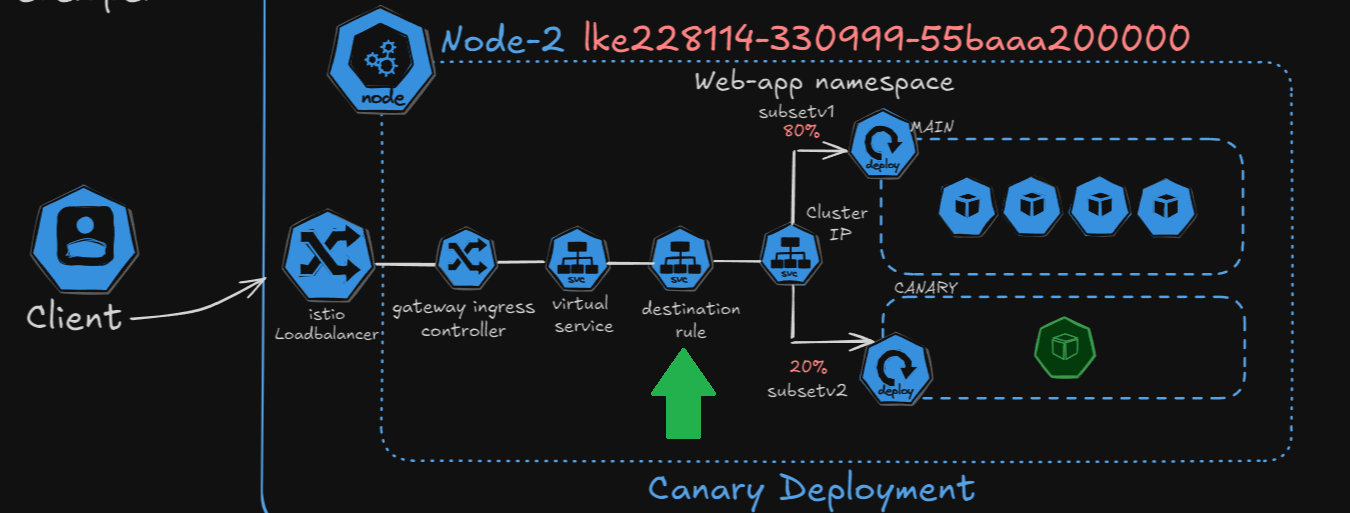 Node-2 lke228114-330999-55baaa200000
node
Web-app namespace
subsetv1
80%
MAIN
deploy
Cluster
IP
Client
istio
Loadbalancer
gateway ingress
controller
svc
virtual
service
svc
destination
rule
svc
CANARY
20%
subsetv2
deploy
Canary Deployment